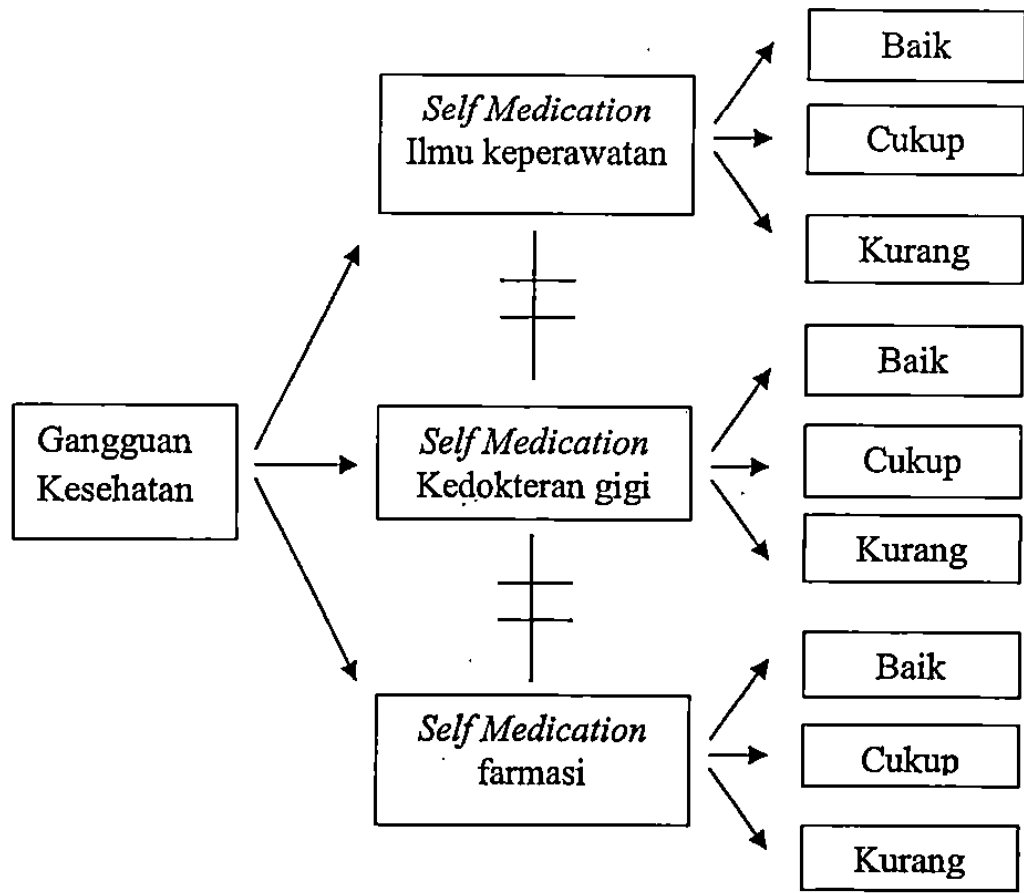 Gangguan
Kesehatan
Self Medication
Ilmu keperawatan
Baik
Cukup
Kurang
Self Medication
Kedokteran gigi
Baik
Cukup
Kurang
Self Medication
farmasi
Baik
Cukup
Kurang